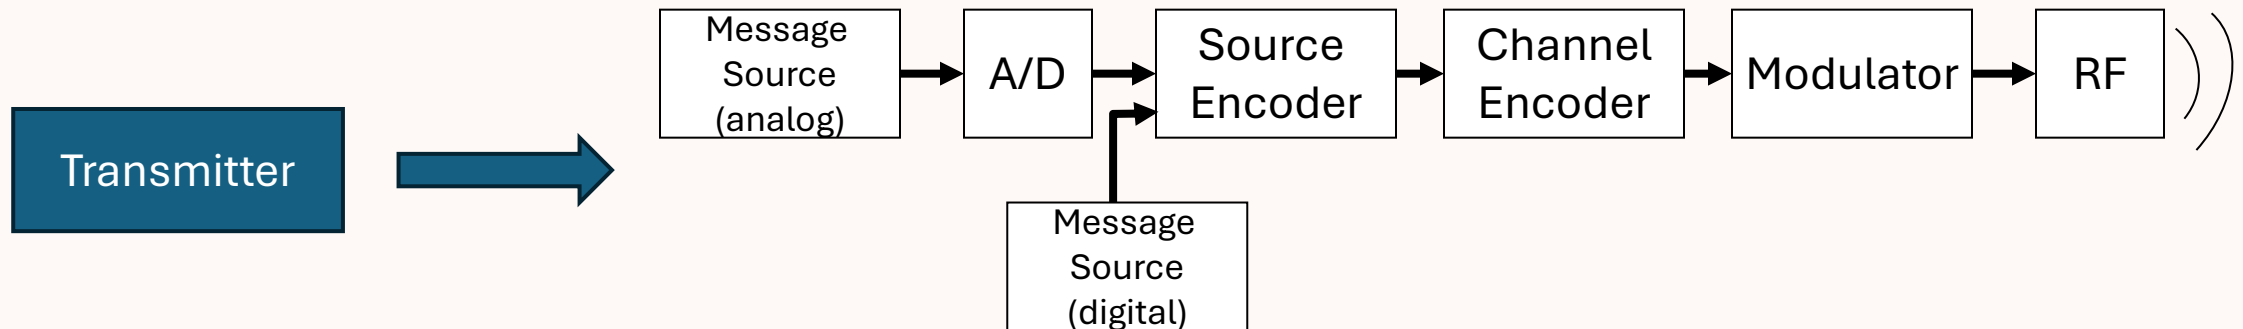 Transmitter
Message
Source
(analog)
A/D
Source
Encoder
Channel
Encoder
Modulator
RF
Message
Source
(digital)